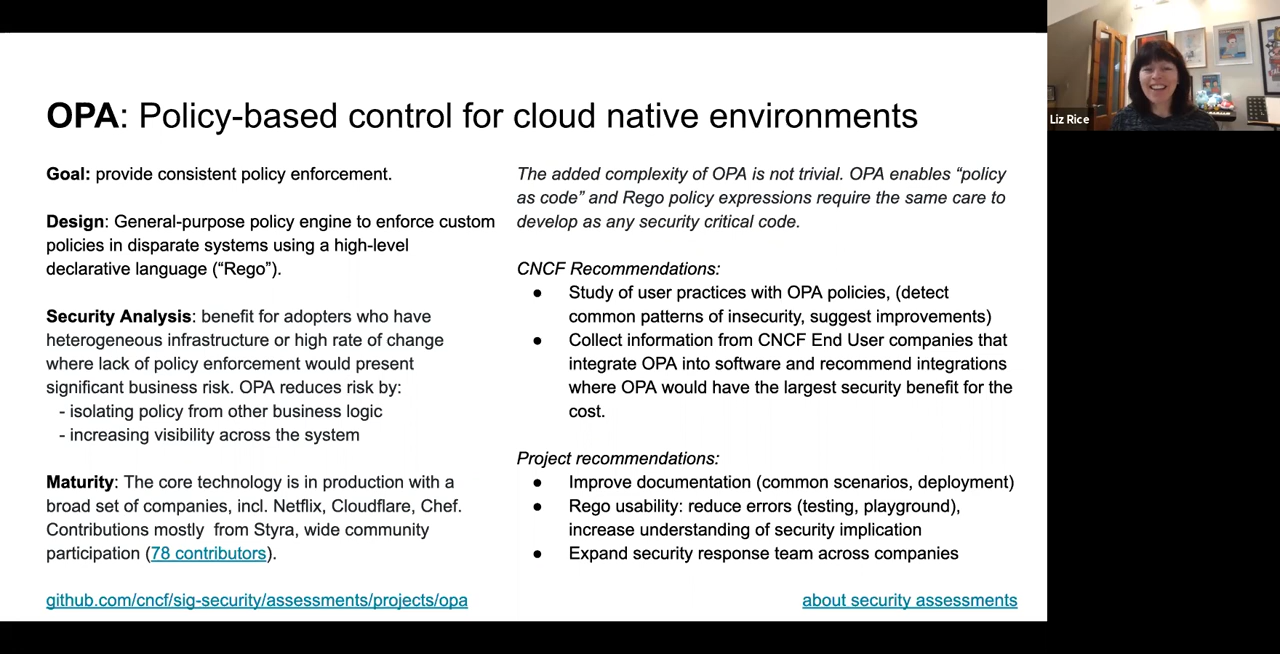 OPA: Policy-based control for cloud native environments
Goal: provide consistent policy enforcement.
Design: General-purpose policy engine to enforce custom
policies in disparate systems using a high-level
declarative language (“Rego”).
Security Analysis: benefit for adopters who have
heterogeneous infrastructure or high rate of change
where lack of policy enforcement would present
significant business risk. OPA reduces risk by:
- isolating policy from other business logic
- increasing visibility across the system
Maturity: The core technology is in production with a
broad set of companies, incl. Netflix, Cloudflare, Chef.
Contributions mostly from Styra, wide community
participation (78 contributors).
github.com/cncf/sig-security/assessments/projects/opa
The added complexity of OPA is not trivial. OPA enables “policy
as code” and Rego policy expressions require the same care to
develop as any security critical code.
CNCF Recommendations:
● Study of user practices with OPA policies, (detect
common patterns of insecurity, suggest improvements)
● Collect information from CNCF End User companies that
integrate OPA into software and recommend integrations
where OPA would have the largest security benefit for the
cost.
Project recommendations:
● Improve documentation (common scenarios, deployment)
● Rego usability: reduce errors (testing, playground),
increase understanding of security implication
● Expand security response team across companies
about security assessments
Liz Rice